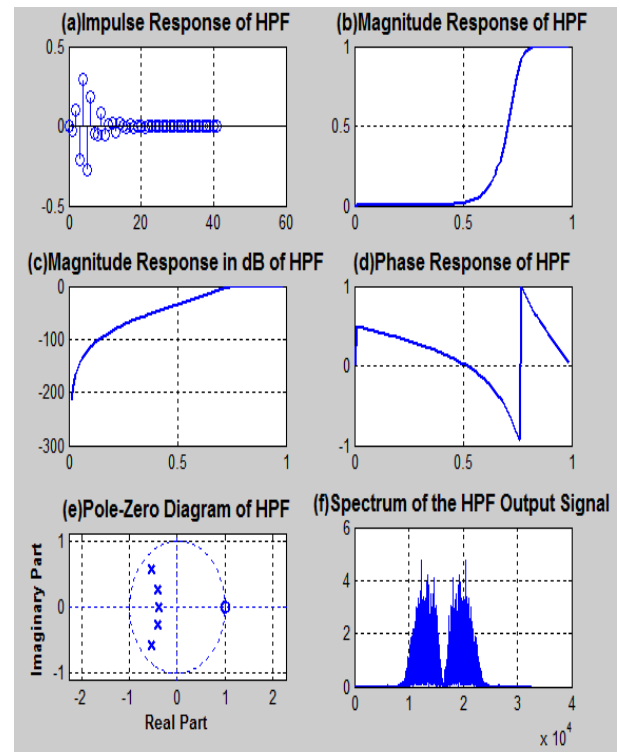 (a)Impulse Response of HPF
0.5
0
-0.5
0 20 40 60
(b)Magnitude Response of HPF
1
0.5
0
0 0.5 1
(c)Magnitude Response in dB of HPF
0
-100
-200
-300
0 0.5 1
(d)Phase Response of HPF
1
0
-1
0 0.5 1
(e)Pole-Zero Diagram of HPF
Imaginary Part
1
0
-1
-2 -1 0 1 2
Real Part
(f)Spectrum of the HPF Output Signal
6
4
2
0
0 1 2 3 4
x 10^4